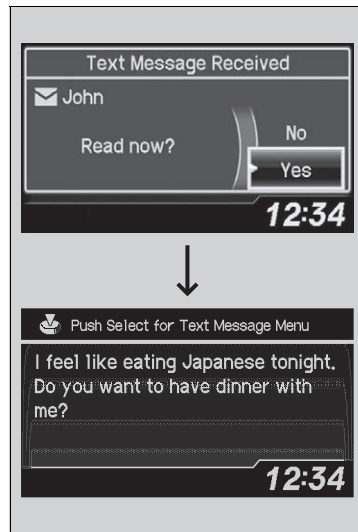 Text Message Received
John
Read now?
No
Yes
12:34
Push Select for Text Message Menu
I feel like eating Japanese tonight.
Do you want to have dinner with
me?
12:34